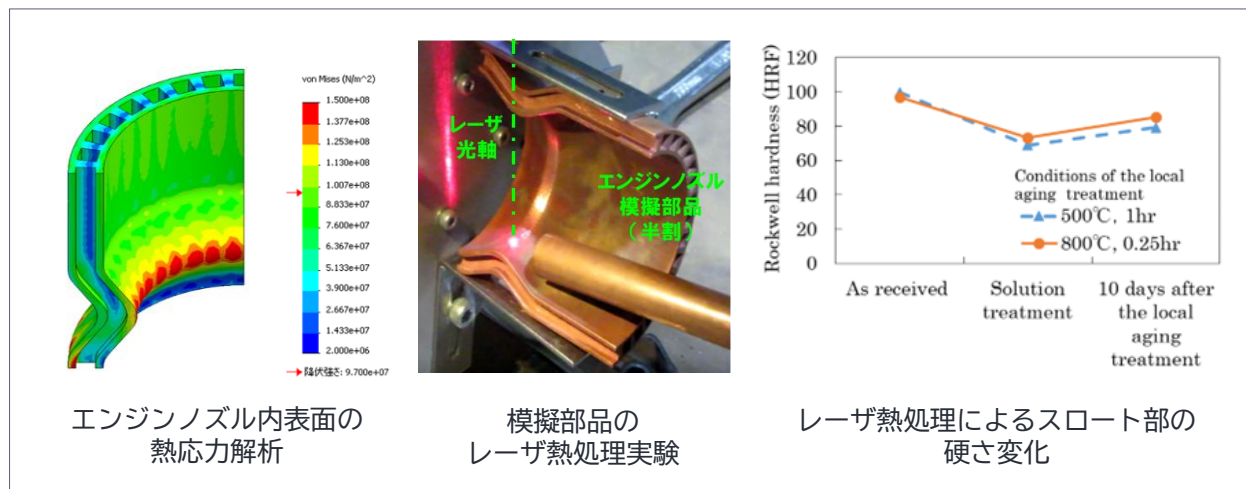 von Mises (N/m^2)
1.500e+08
1.377e+08
1.253e+08
1.130e+08
1.007e+08
8.833e+07
7.600e+07
6.367e+07
5.133e+07
3.900e+07
2.667e+07
1.433e+07
2.000e+06
降伏強さ: 9.700e+07
エンジンノズル内表面の
熱応力解析
レーザ
光軸
エンジンノズル
模擬部品
(半割)
模擬部品の
レーザ熱処理実験
Rockwell hardness (HRF)
120
100
80
60
40
20
0
Conditions of the local
aging treatment
500℃, 1hr
800℃, 0.25hr
As received
Solution
treatment
10 days after
the local
aging
treatment
レーザ熱処理によるスロート部の
硬さ変化